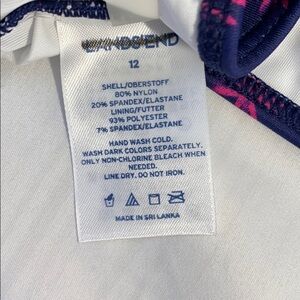 LANDS'END
12
SHELL/OBERSTOFF
80% NYLON
20% SPANDEX/ELASTANE
LINING/FUTTER
93% POLYESTER
7% SPANDEX/ELASTANE
HAND WASH COLD.
WASH DARK COLORS SEPARATELY.
ONLY NON-CHLORINE BLEACH WHEN
NEEDED.
LINE DRY. DO NOT IRON.
MADE IN SRI LANKA